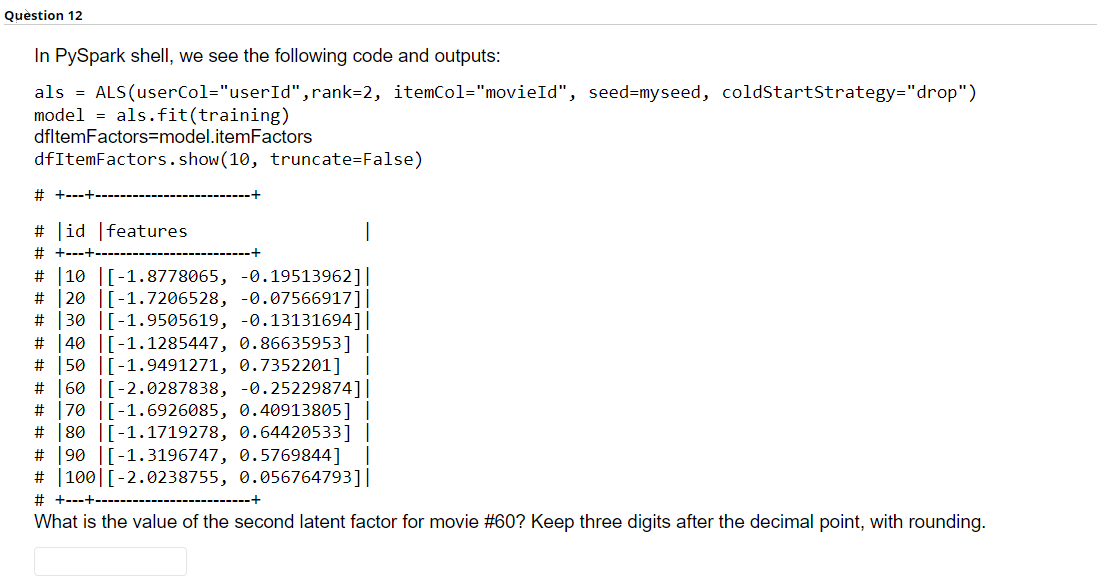 Question 12
In PySpark shell, we see the following code and outputs:
als = ALS(userCol="userId",rank=2, itemCol="movieId", seed=myseed, coldStartStrategy="drop")
model = als.fit(training)
dfItemFactors=model.itemFactors
dfItemFactors.show(10, truncate=False)
# +---+--------------------------+
# |id |features                  |
# +---+--------------------------+
# |10 |[-1.8778065, -0.19513962]|
# |20 |[-1.7206528, -0.07566917]|
# |30 |[-1.9505619, -0.13131694]|
# |40 |[-1.1285447, 0.86635953] |
# |50 |[-1.9491271, 0.7352201]  |
# |60 |[-2.0287838, -0.25229874]|
# |70 |[-1.6926085, 0.40913805] |
# |80 |[-1.1719278, 0.64420533] |
# |90 |[-1.3196747, 0.5769844]  |
# |100|[-2.0238755, 0.056764793]|
# +---+--------------------------+
What is the value of the second latent factor for movie #60? Keep three digits after the decimal point, with rounding.